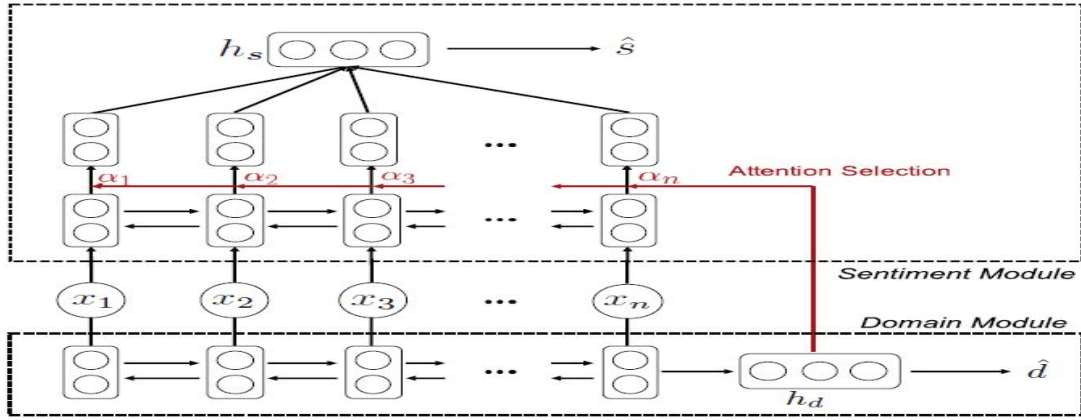 h_s ŝ
...
α_1 α_2 α_3 α_n Attention Selection
...
Sentiment Module
x_1 x_2 x_3 ... x_n
Domain Module
... d̂
h_d